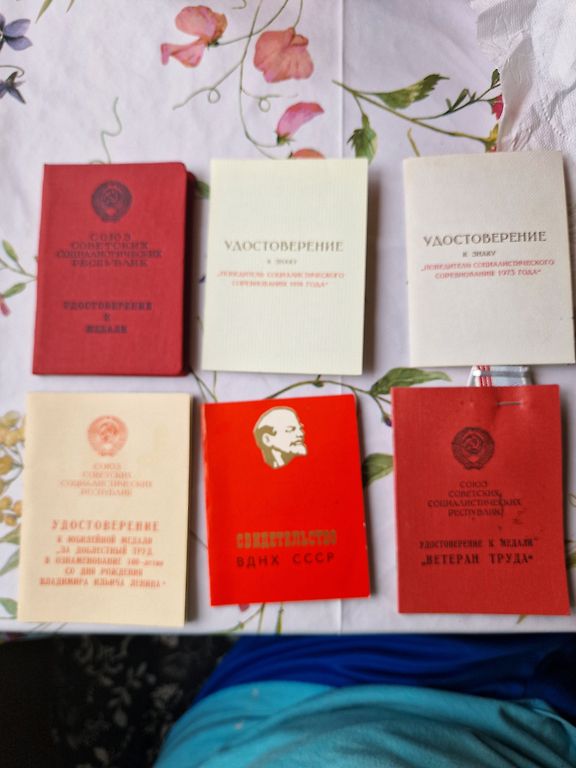 СОЮЗ
СОВЕТСКИХ
СОЦИАЛИСТИЧЕСКИХ
РЕСПУБЛИК
УДОСТОВЕРЕНИЕ
К
МЕДАЛИ
УДОСТОВЕРЕНИЕ
К ЗНАКУ
„ПОБЕДИТЕЛЬ СОЦИАЛИСТИЧЕСКОГО
СОРЕВНОВАНИЯ ГОДА“
УДОСТОВЕРЕНИЕ
К ЗНАКУ
„ПОБЕДИТЕЛЬ СОЦИАЛИСТИЧЕСКОГО
СОРЕВНОВАНИЯ 1973 ГОДА“
СОЮЗ
СОВЕТСКИХ
СОЦИАЛИСТИЧЕСКИХ
РЕСПУБЛИК
УДОСТОВЕРЕНИЕ
К ЮБИЛЕЙНОЙ МЕДАЛИ
„ЗА ДОБЛЕСТНЫЙ ТРУД
В ОЗНАМЕНОВАНИЕ 100-летия
СО ДНЯ РОЖДЕНИЯ
ВЛАДИМИРА ИЛЬИЧА ЛЕНИНА“
СВИДЕТЕЛЬСТВО
ВДНХ СССР
СОЮЗ
СОВЕТСКИХ
СОЦИАЛИСТИЧЕСКИХ
РЕСПУБЛИК
УДОСТОВЕРЕНИЕ К МЕДАЛИ
„ВЕТЕРАН ТРУДА“